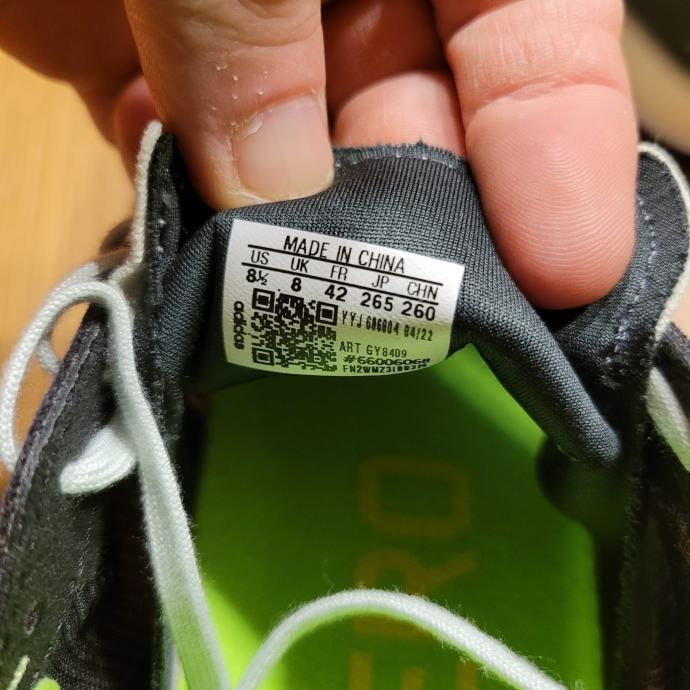 MADE IN CHINA
US UK FR JP CHN
8½ 8 42 265 260
adidas
YYJ 606004 04/22
ART GY8409
#66006068
ERO